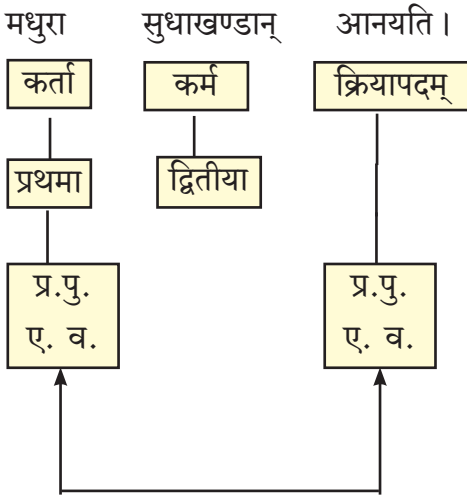 मधुरा सुधाखण्डान् आनयति ।
कर्ता कर्म क्रियापदम्
प्रथमा द्वितीया
प्र.पु. प्र.पु.
ए. व. ए. व.